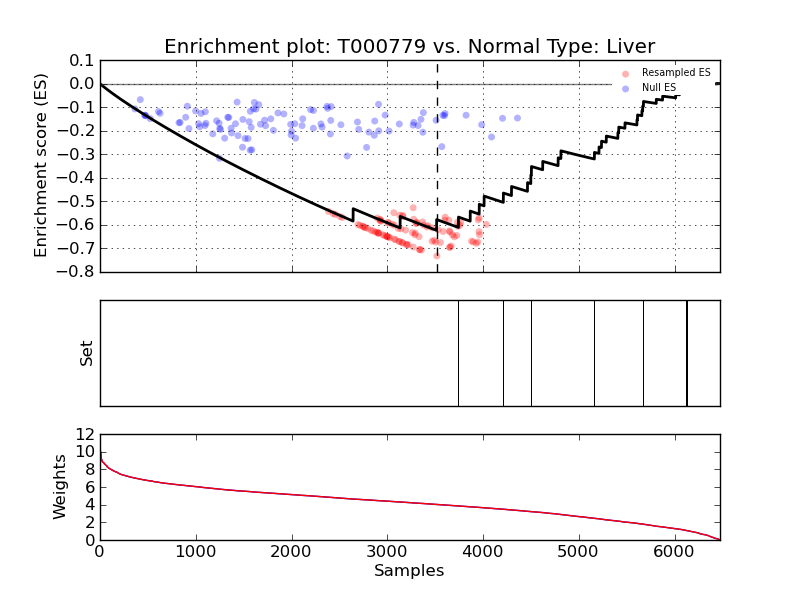 Enrichment plot: T000779 vs. Normal Type: Liver
Enrichment score (ES)
0.1
0.0
−0.1
−0.2
−0.3
−0.4
−0.5
−0.6
−0.7
−0.8
Resampled ES
Null ES
Set
Weights
12
10
8
6
4
2
0
0 1000 2000 3000 4000 5000 6000
Samples